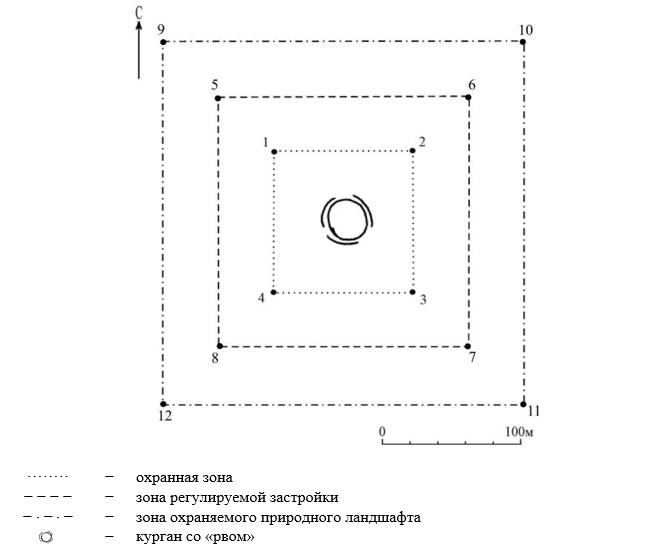 С
9 10
5 6
1 2
4 3
8 7
12 11
0 100м
– охранная зона
– зона регулируемой застройки
– зона охраняемого природного ландшафта
– курган со «рвом»